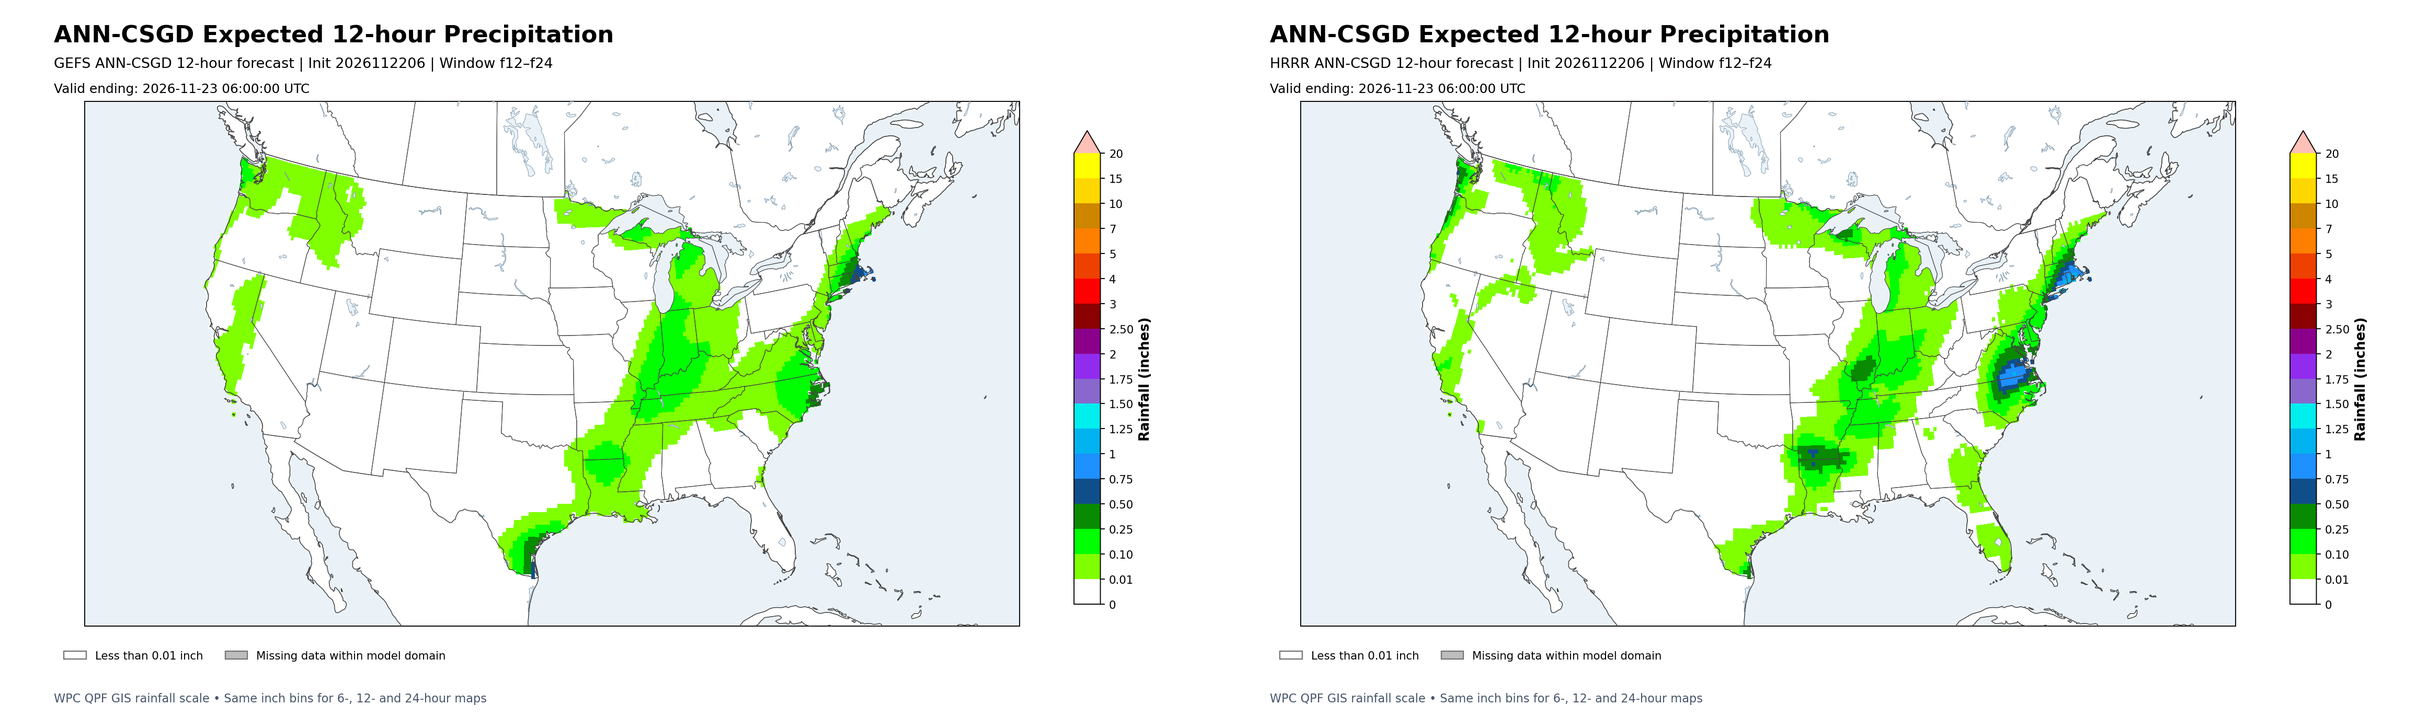 ANN-CSGD Expected 12-hour Precipitation
GEFS ANN-CSGD 12-hour forecast | Init 2026112206 | Window f12–f24
Valid ending: 2026-11-23 06:00:00 UTC
20
15
10
7
5
4
3
2.50
2
1.75
1.50
1.25
1
0.75
0.50
0.25
0.10
0.01
0
Rainfall (inches)
Less than 0.01 inch
Missing data within model domain
WPC QPF GIS rainfall scale • Same inch bins for 6-, 12- and 24-hour maps
ANN-CSGD Expected 12-hour Precipitation
HRRR ANN-CSGD 12-hour forecast | Init 2026112206 | Window f12–f24
Valid ending: 2026-11-23 06:00:00 UTC
20
15
10
7
5
4
3
2.50
2
1.75
1.50
1.25
1
0.75
0.50
0.25
0.10
0.01
0
Rainfall (inches)
Less than 0.01 inch
Missing data within model domain
WPC QPF GIS rainfall scale • Same inch bins for 6-, 12- and 24-hour maps